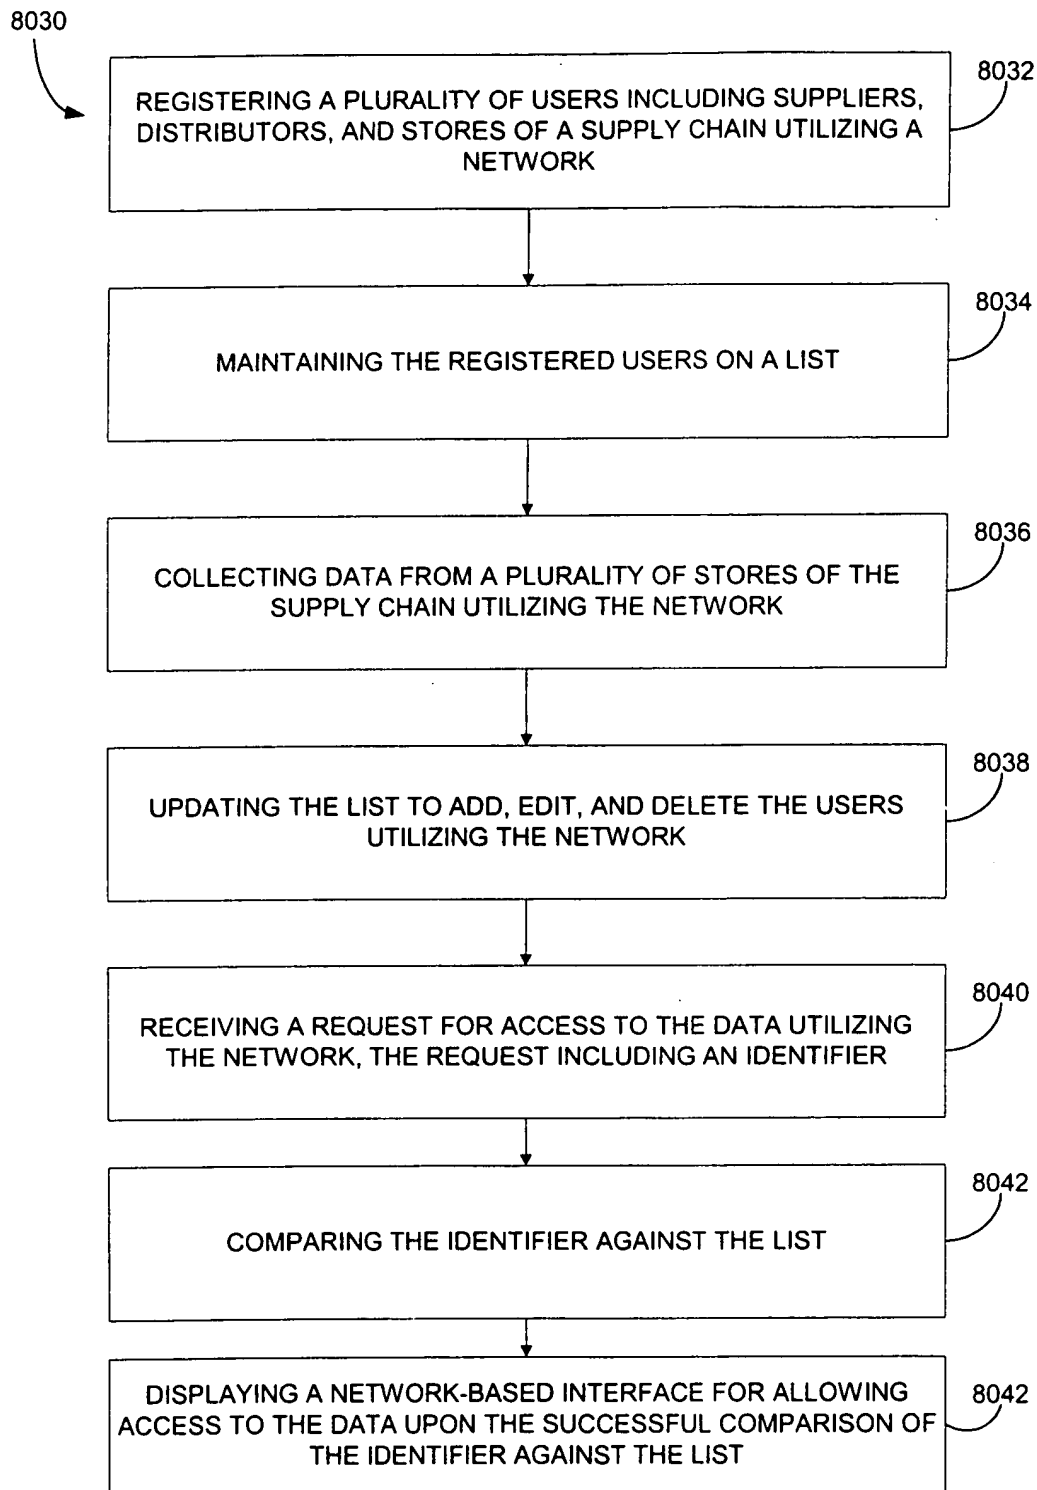 8030
8032
REGISTERING A PLURALITY OF USERS INCLUDING SUPPLIERS,
DISTRIBUTORS, AND STORES OF A SUPPLY CHAIN UTILIZING A
NETWORK
8034
MAINTAINING THE REGISTERED USERS ON A LIST
8036
COLLECTING DATA FROM A PLURALITY OF STORES OF THE
SUPPLY CHAIN UTILIZING THE NETWORK
8038
UPDATING THE LIST TO ADD, EDIT, AND DELETE THE USERS
UTILIZING THE NETWORK
8040
RECEIVING A REQUEST FOR ACCESS TO THE DATA UTILIZING
THE NETWORK, THE REQUEST INCLUDING AN IDENTIFIER
8042
COMPARING THE IDENTIFIER AGAINST THE LIST
8042
DISPLAYING A NETWORK-BASED INTERFACE FOR ALLOWING
ACCESS TO THE DATA UPON THE SUCCESSFUL COMPARISON OF
THE IDENTIFIER AGAINST THE LIST